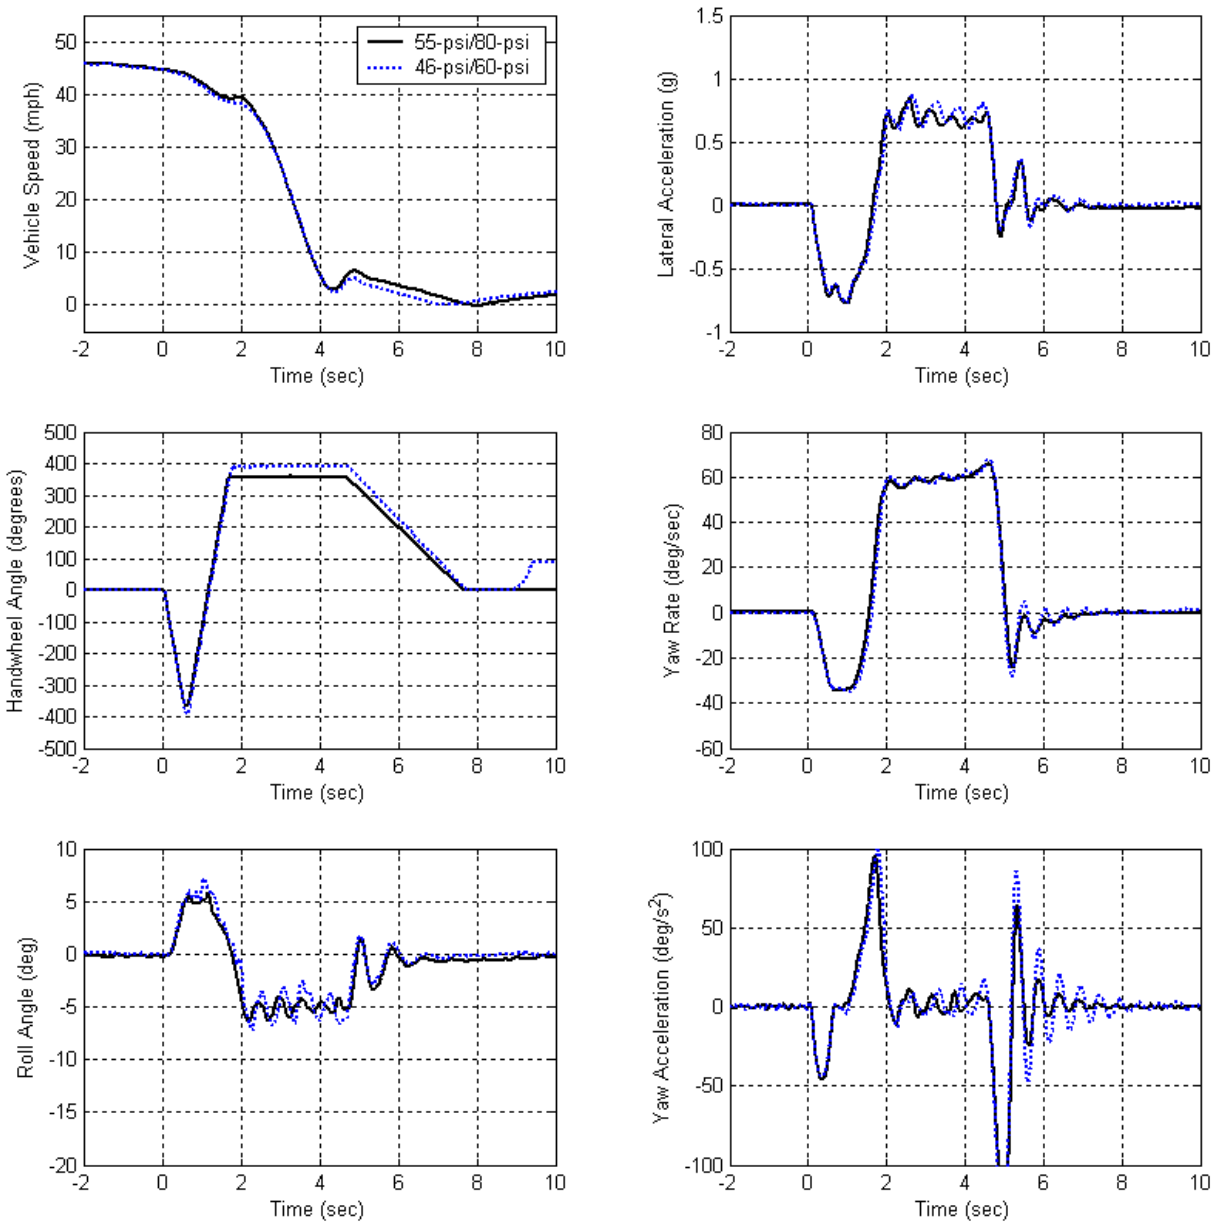 55-psi/80-psi
46-psi/60-psi
50
40
30
20
10
0
Vehicle Speed (mph)
-2 0 2 4 6 8 10
Time (sec)
1.5
1
0.5
0
-0.5
-1
Lateral Acceleration (g)
-2 0 2 4 6 8 10
Time (sec)
500
400
300
200
100
0
-100
-200
-300
-400
-500
Handwheel Angle (degrees)
-2 0 2 4 6 8 10
Time (sec)
80
60
40
20
0
-20
-40
-60
Yaw Rate (deg/sec)
-2 0 2 4 6 8 10
Time (sec)
10
5
0
-5
-10
-15
-20
Roll Angle (deg)
-2 0 2 4 6 8 10
Time (sec)
100
50
0
-50
-100
Yaw Acceleration (deg/s²)
-2 0 2 4 6 8 10
Time (sec)